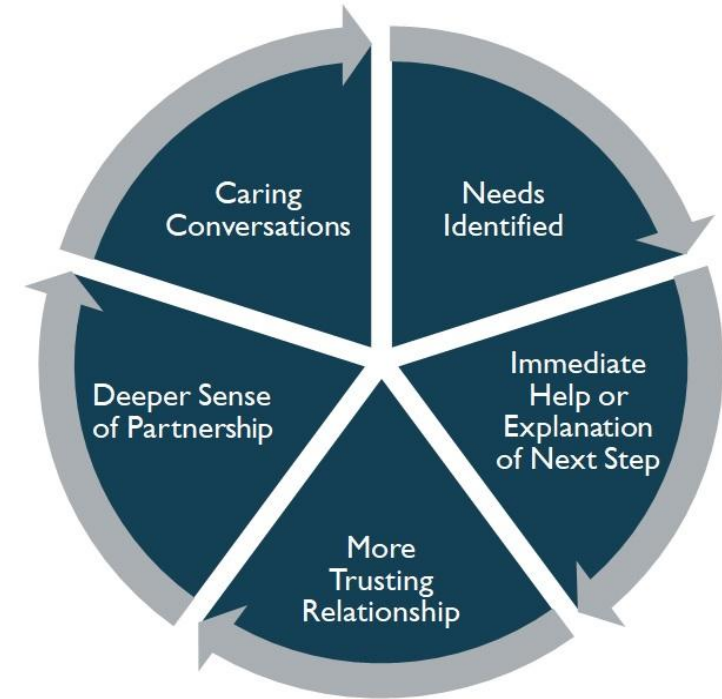 Caring
Conversations
Needs
Identified
Immediate
Help or
Explanation
of Next Step
More
Trusting
Relationship
Deeper Sense
of Partnership